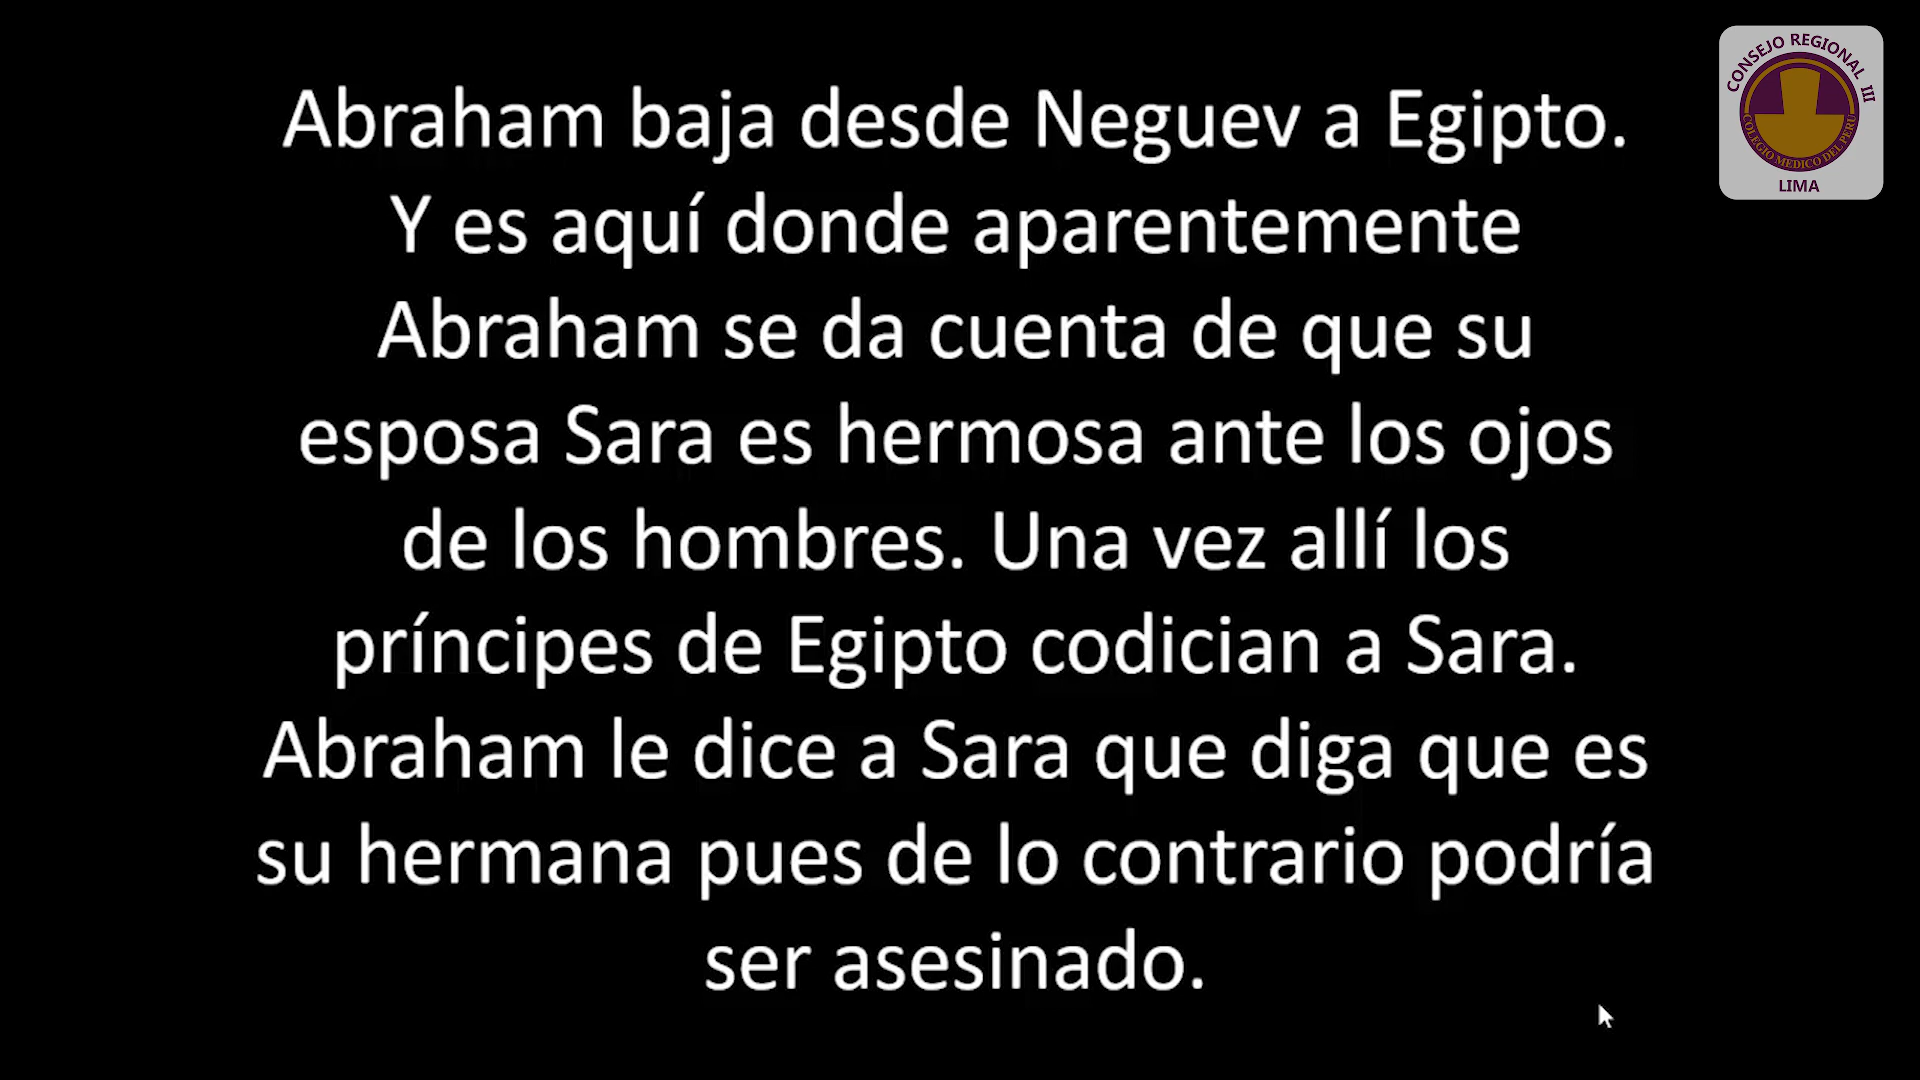 Abraham baja desde Neguev a Egipto.
Y es aquí donde aparentemente
Abraham se da cuenta de que su
esposa Sara es hermosa ante los ojos
de los hombres. Una vez allí los
príncipes de Egipto codician a Sara.
Abraham le dice a Sara que diga que es
su hermana pues de lo contrario podría
ser asesinado.
CONSEJO REGIONAL III
COLEGIO MEDICO DEL PERU
LIMA